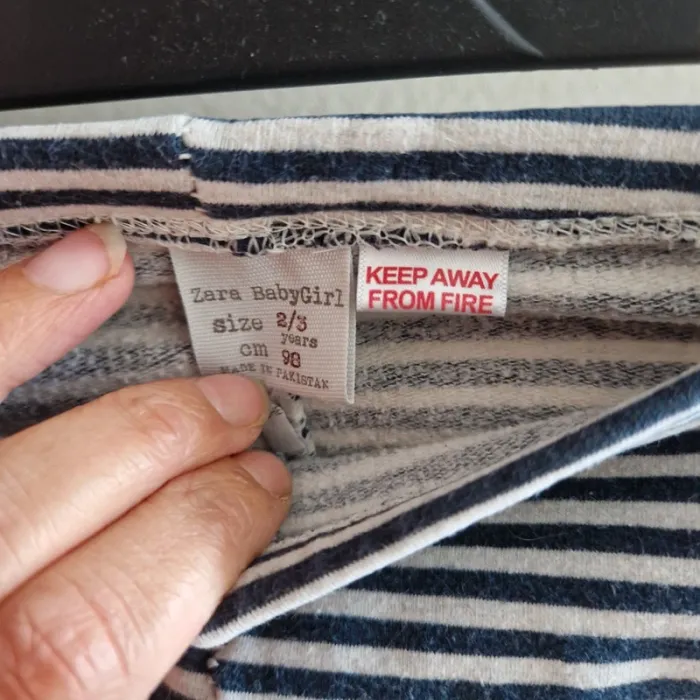 Zara BabyGirl
size 2/3
years
cm 98
MADE IN PAKISTAN
KEEP AWAY
FROM FIRE